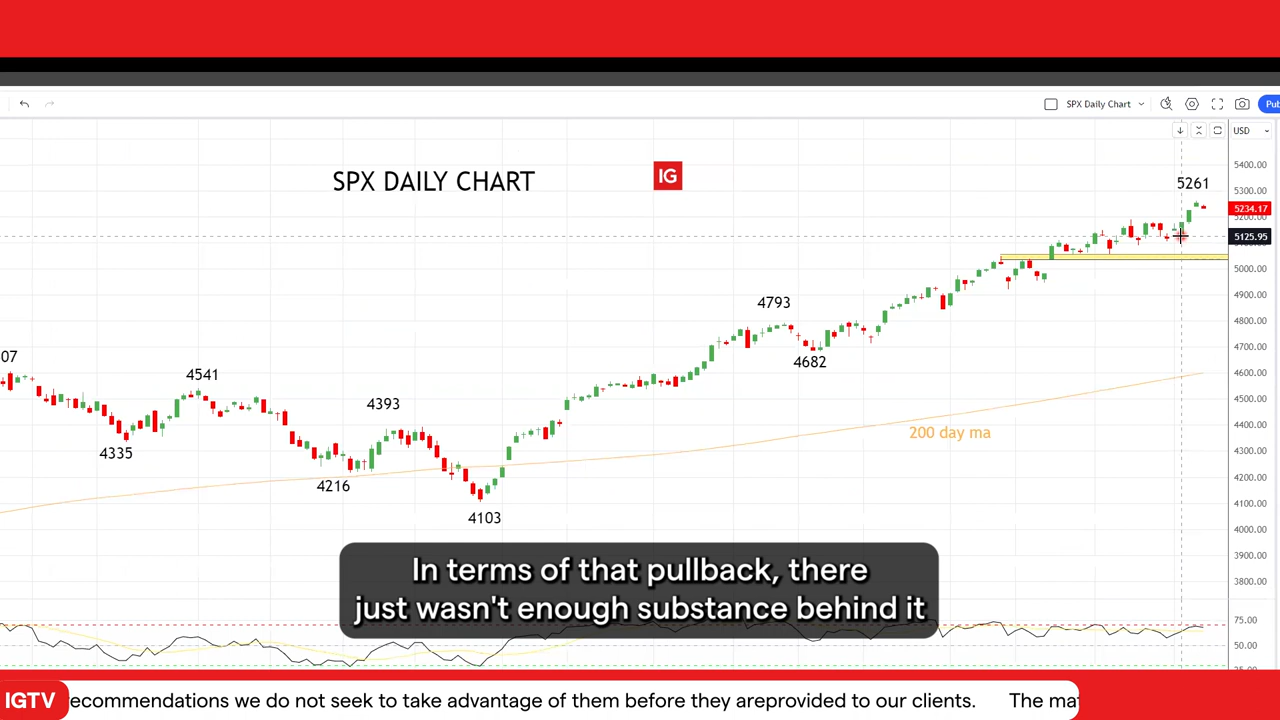 SPX Daily Chart
Pub
USD
SPX DAILY CHART
IG
5400.00
5261
5300.00
5234.17
5200.00
5125.95
5000.00
4900.00
4793
4800.00
4682
4700.00
07
4541
4600.00
4393
4500.00
200 day ma
4400.00
4335
4300.00
4216
4200.00
4103
4100.00
4000.00
3900.00
3800.00
In terms of that pullback, there
just wasn't enough substance behind it
75.00
50.00
IGTV
ecommendations we do not seek to take advantage of them before they areprovided to our clients. The ma